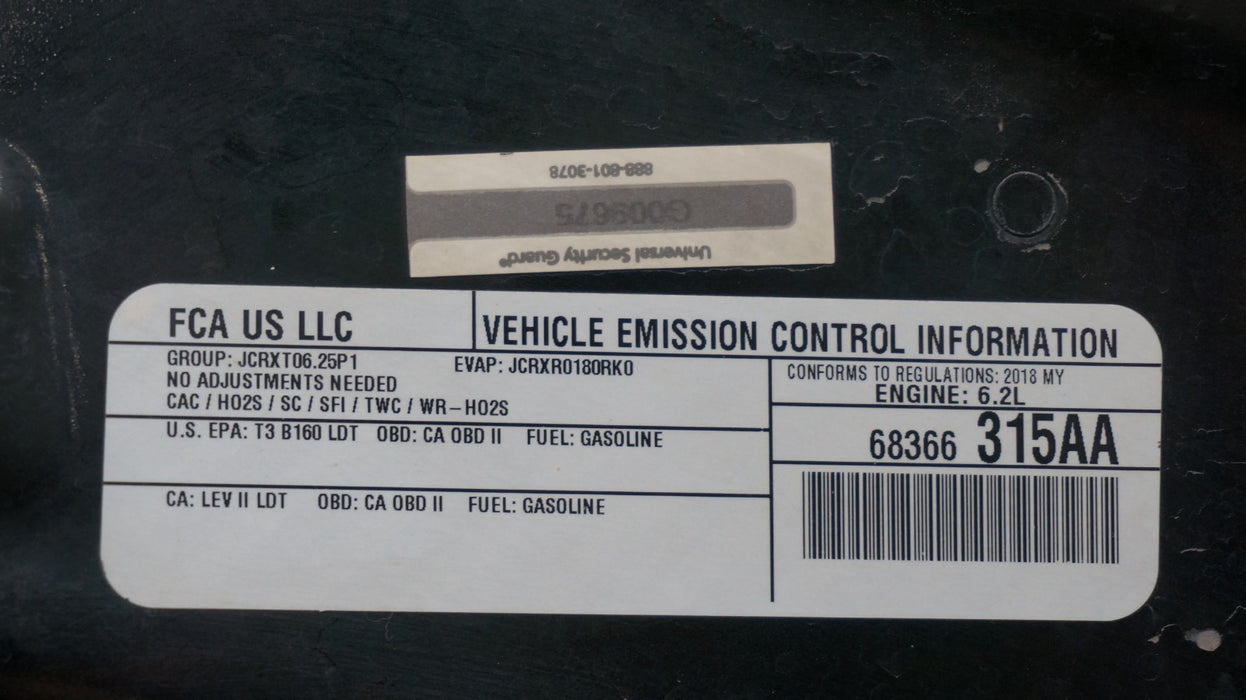 888-801-3078
G009675
Universal Security Guard®
FCA US LLC
VEHICLE EMISSION CONTROL INFORMATION
GROUP: JCRXT06.25P1 EVAP: JCRXR0180RK0
NO ADJUSTMENTS NEEDED
CAC / HO2S / SC / SFI / TWC / WR-HO2S
U.S. EPA: T3 B160 LDT OBD: CA OBD II FUEL: GASOLINE
CA: LEV II LDT OBD: CA OBD II FUEL: GASOLINE
CONFORMS TO REGULATIONS: 2018 MY
ENGINE: 6.2L
68366 315AA